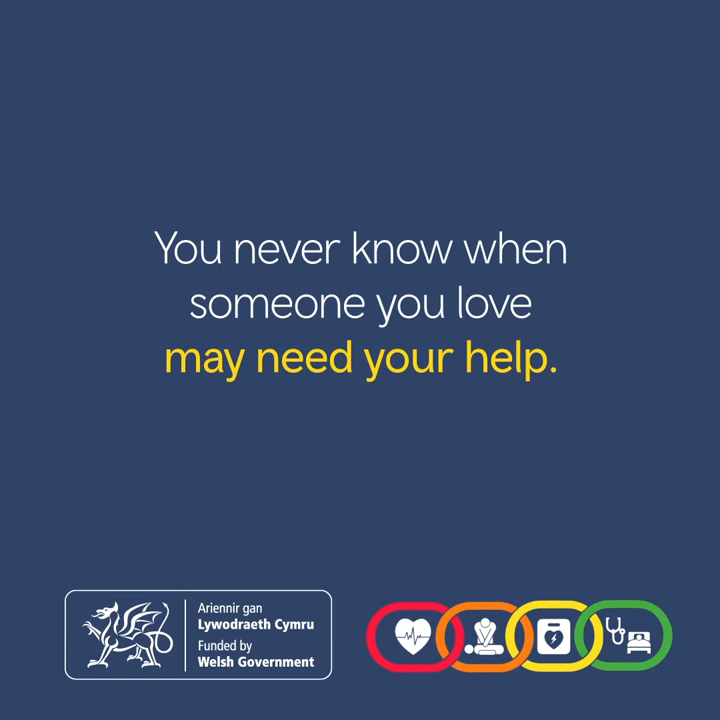 You never know when
someone you love
may need your help.
Ariennir gan
Lywodraeth Cymru
Funded by
Welsh Government